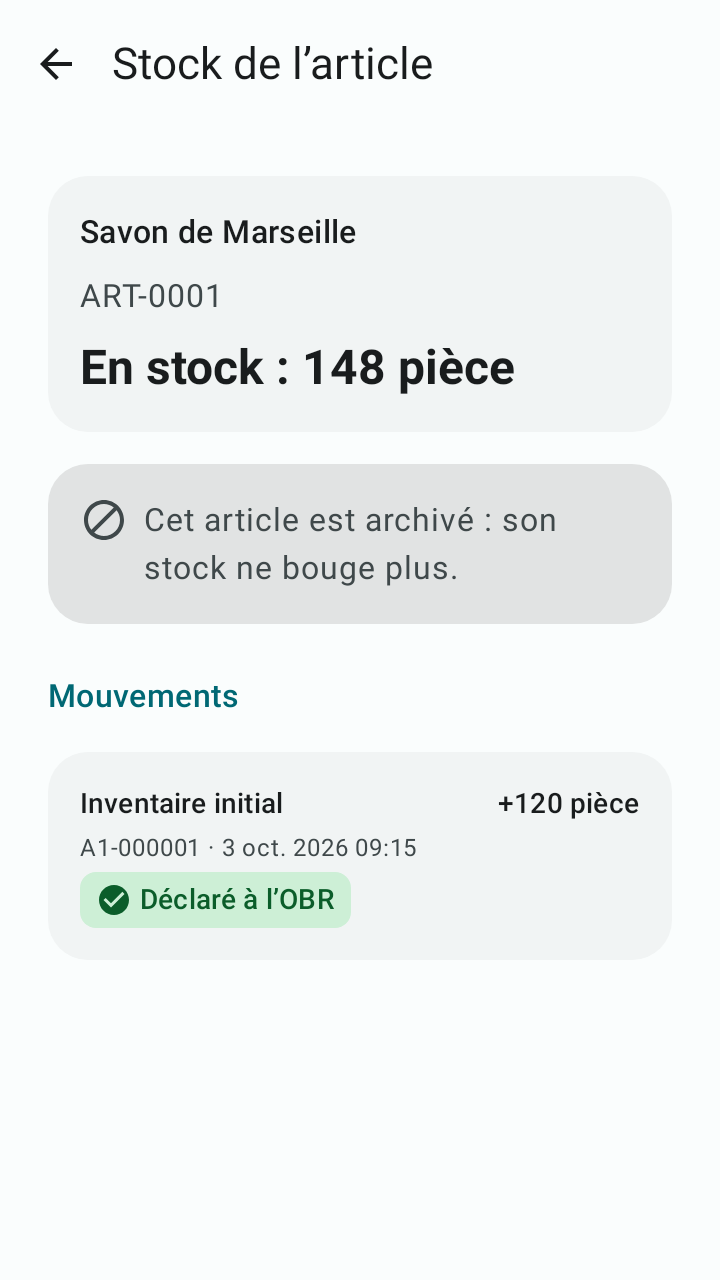 Stock de l’article
Savon de Marseille
ART-0001
En stock : 148 pièce
Cet article est archivé : son
stock ne bouge plus.
Mouvements
Inventaire initial +120 pièce
A1-000001 · 3 oct. 2026 09:15
Déclaré à l’OBR